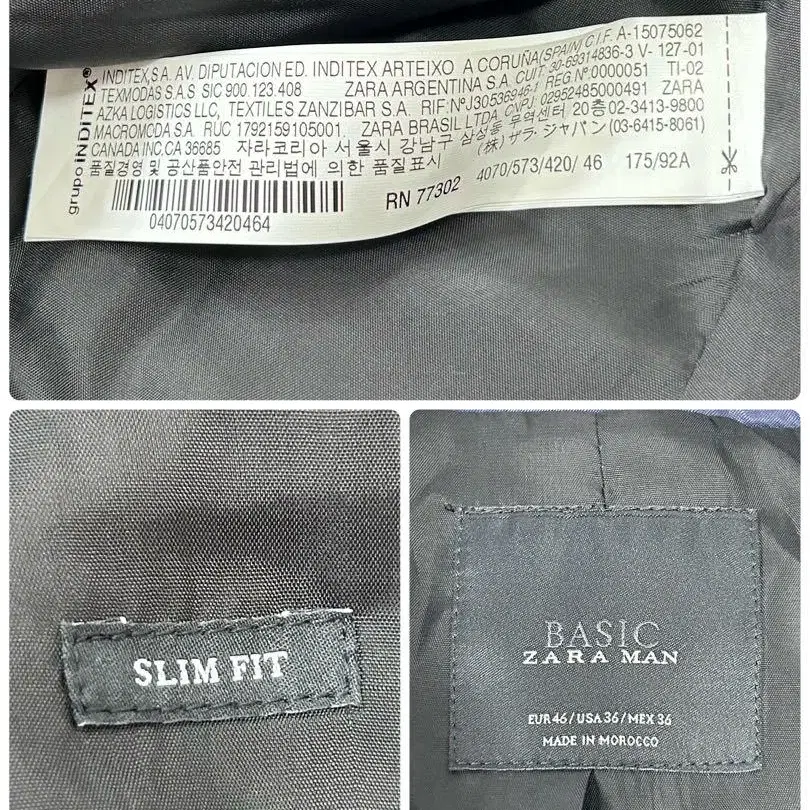 grupo INDITEX®
INDITEX,S.A. AV. DIPUTACION ED. INDITEX ARTEIXO A CORUÑA(SPAIN) C.I.F. A-15075062
TEXMODAS S.A.S SIC 900.123.408 ZARA ARGENTINA S.A. CUIT: 30-69314836-3 V- 127-01
AZKA LOGISTICS LLC, TEXTILES ZANZIBAR S.A. RIF: NºJ30536946-1 REG.Nº:0000051 TI-02
MACROMODA S.A. RUC 1792159105001. ZARA BRASIL LTDA. CNPJ 02952485000491 ZARA
CANADA INC.CA 36685 자라코리아 서울시 강남구 삼성동 무역센터 20층 02-3413-9800
품질경영 및 공산품안전 관리법에 의한 품질표시 (株) ザラ・ジャパン (03-6415-8061)
RN 77302 4070/573/420/ 46 175/92A
04070573420464
SLIM FIT
BASIC
ZARA MAN
EUR 46/USA 36/MEX 36
MADE IN MOROCCO